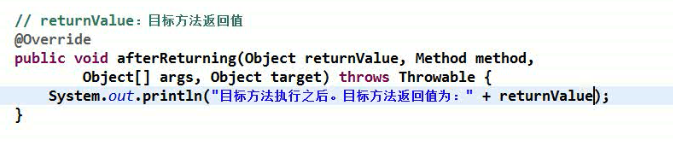 // returnValue：目标方法返回值
@Override
public void afterReturning(Object returnValue, Method method,
Object[] args, Object target) throws Throwable {
System.out.println("目标方法执行之后。目标方法返回值为：" + returnValue);
}